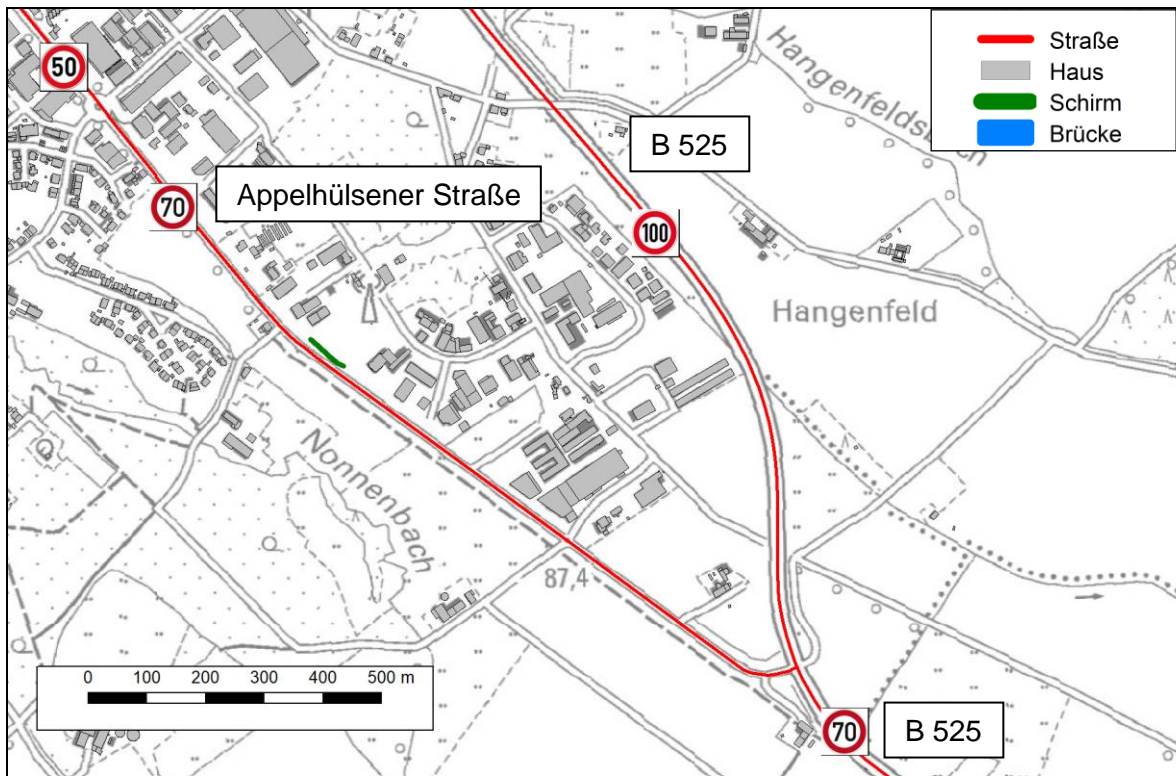 50
Hangenfeldsbach
Straße
Haus
Schirm
Brücke
B 525
Appelhülsener Straße
70
100
Hangenfeld
Nonnenbach
87,4
0 100 200 300 400 500 m
70
B 525